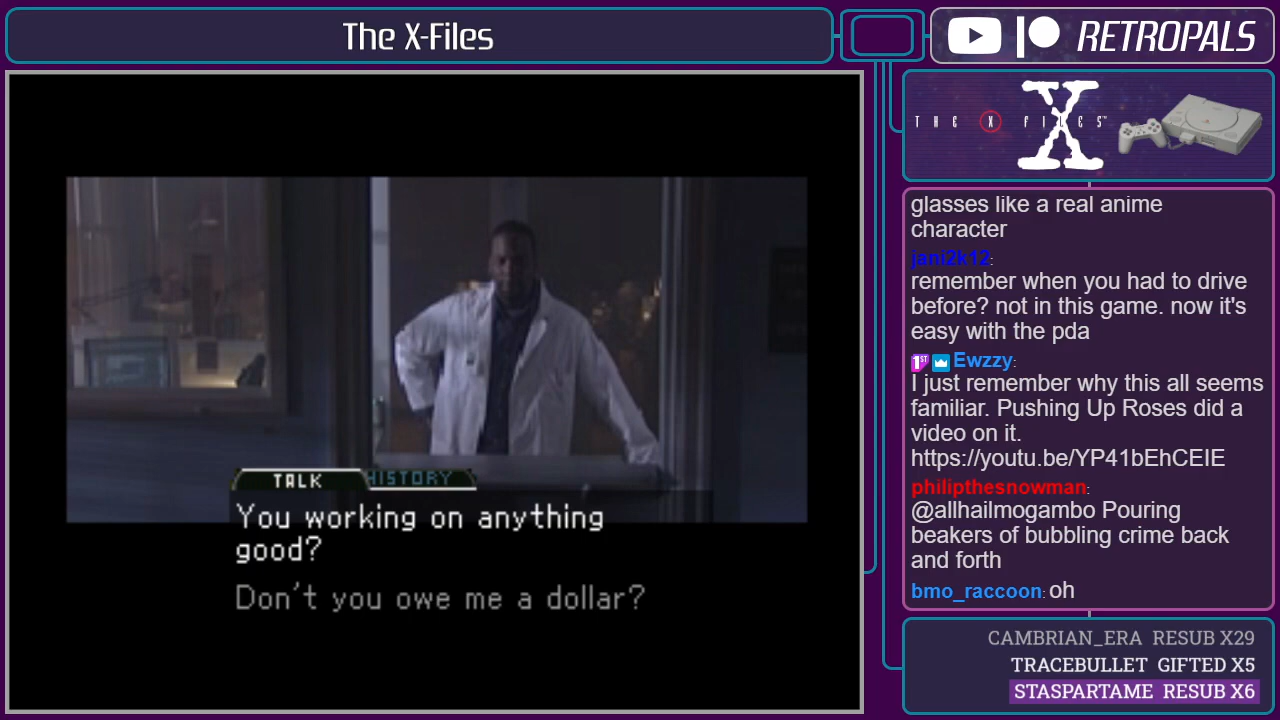 The X-Files
RETROPALS
THE X FILES™
X
glasses like a real anime
character
jani2k12:
remember when you had to drive
before? not in this game. now it's
easy with the pda
1ST Ewzzy:
I just remember why this all seems
familiar. Pushing Up Roses did a
video on it.
https://youtu.be/YP41bEhCEIE
philipthesnowman:
@allhailmogambo Pouring
beakers of bubbling crime back
and forth
bmo_raccoon: oh
TALK HISTORY
You working on anything
good?
Don't you owe me a dollar?
CAMBRIAN_ERA RESUB X29
TRACEBULLET GIFTED X5
STASPARTAME RESUB X6